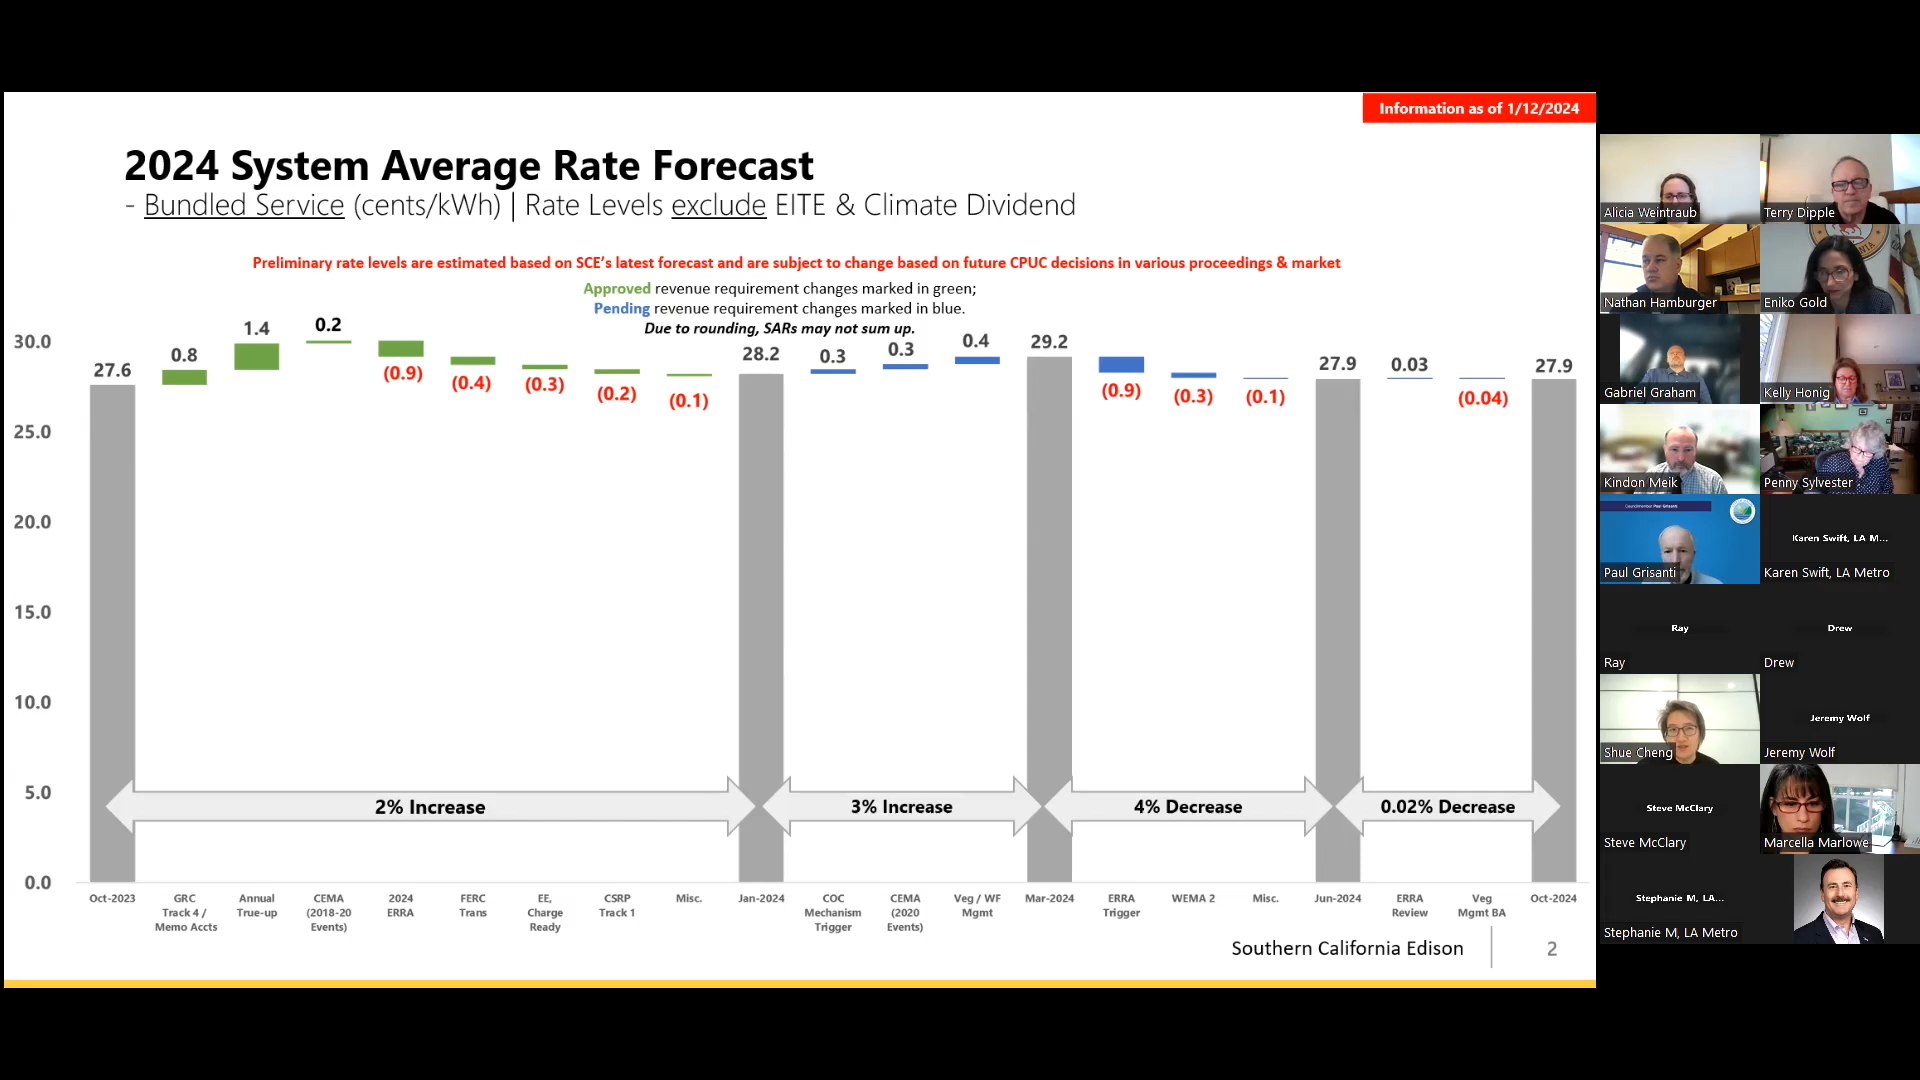 Information as of 1/12/2024
2024 System Average Rate Forecast
- Bundled Service (cents/kWh) | Rate Levels exclude EITE & Climate Dividend
Preliminary rate levels are estimated based on SCE's latest forecast and are subject to change based on future CPUC decisions in various proceedings & market
Approved revenue requirement changes marked in green;
Pending revenue requirement changes marked in blue.
Due to rounding, SARs may not sum up.
30.0
25.0
20.0
15.0
10.0
5.0
0.0
27.6
0.8
1.4
0.2
(0.9)
(0.4)
(0.3)
(0.2)
(0.1)
28.2
0.3
0.3
0.4
29.2
(0.9)
(0.3)
(0.1)
27.9
0.03
(0.04)
27.9
2% Increase
3% Increase
4% Decrease
0.02% Decrease
Oct-2023
GRC
Track 4 /
Memo Accts
Annual
True-up
CEMA
(2018-20
Events)
2024
ERRA
FERC
Trans
EE,
Charge
Ready
CSRP
Track 1
Misc.
Jan-2024
COC
Mechanism
Trigger
CEMA
(2020
Events)
Veg / WF
Mgmt
Mar-2024
ERRA
Trigger
WEMA 2
Misc.
Jun-2024
ERRA
Review
Veg
Mgmt BA
Oct-2024
Southern California Edison
2
Alicia Weintraub
Terry Dipple
Nathan Hamburger
Eniko Gold
Gabriel Graham
Kelly Honig
Kindon Meik
Penny Sylvester
Councilmember Paul Grisanti
Paul Grisanti
Karen Swift, LA M...
Karen Swift, LA Metro
Ray
Ray
Drew
Drew
Shue Cheng
Jeremy Wolf
Jeremy Wolf
Steve McClary
Steve McClary
Marcella Marlowe
Stephanie M, LA...
Stephanie M, LA Metro